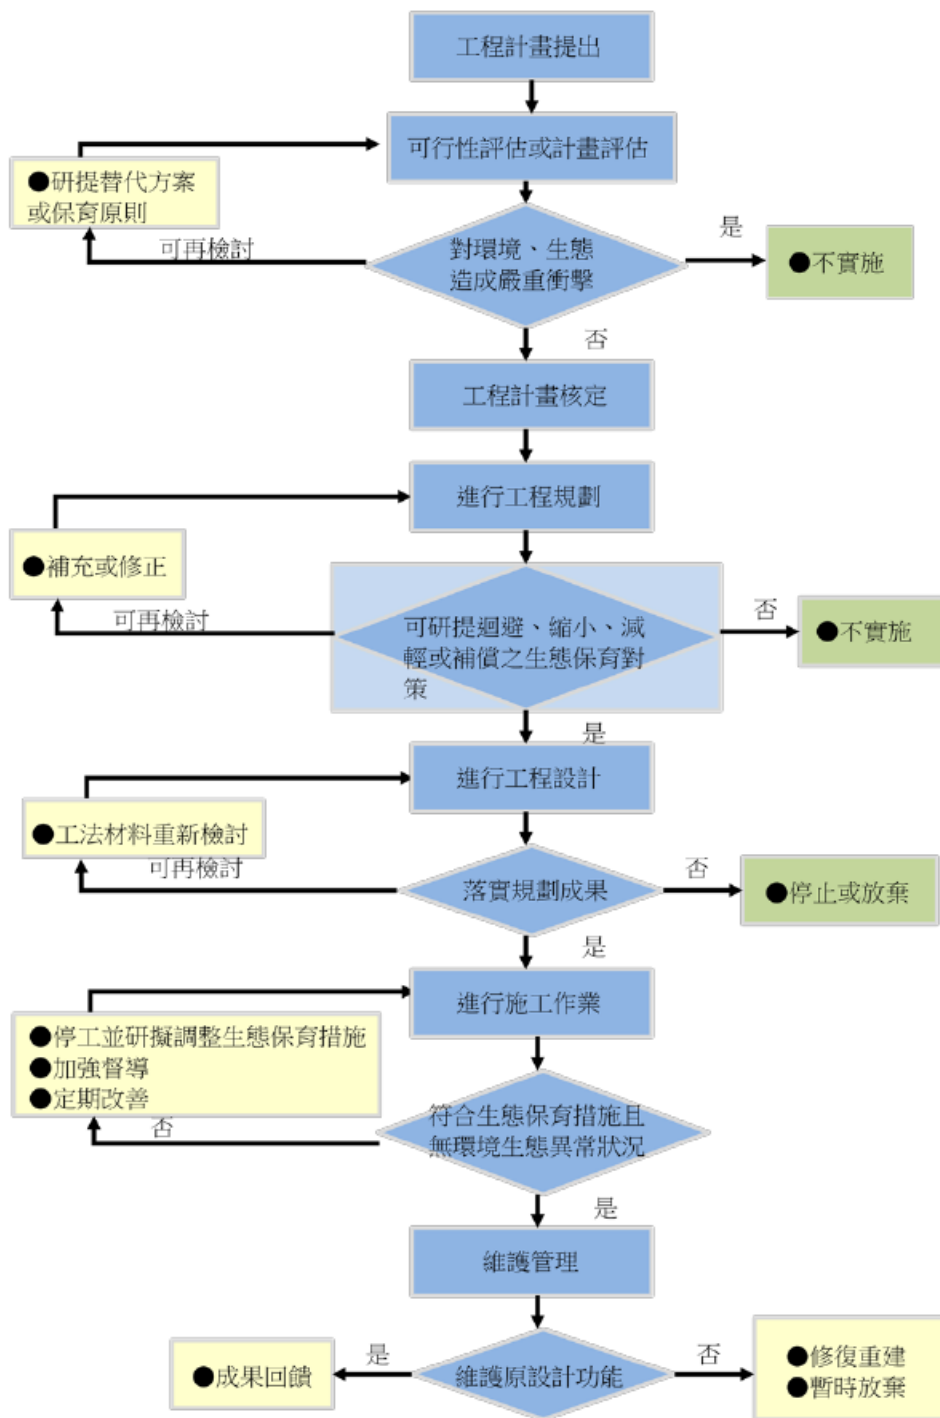 工程計畫提出
可行性評估或計畫評估
●研提替代方案
或保育原則
可再檢討
對環境、生態
造成嚴重衝擊
是
●不實施
否
工程計畫核定
進行工程規劃
●補充或修正
可再檢討
可研提迴避、縮小、減
輕或補償之生態保育對
策
否
●不實施
是
進行工程設計
●工法材料重新檢討
可再檢討
落實規劃成果
否
●停止或放棄
是
進行施工作業
●停工並研擬調整生態保育措施
●加強督導
●定期改善
否
符合生態保育措施且
無環境生態異常狀況
是
維護管理
●成果回饋
是
維護原設計功能
否
●修復重建
●暫時放棄